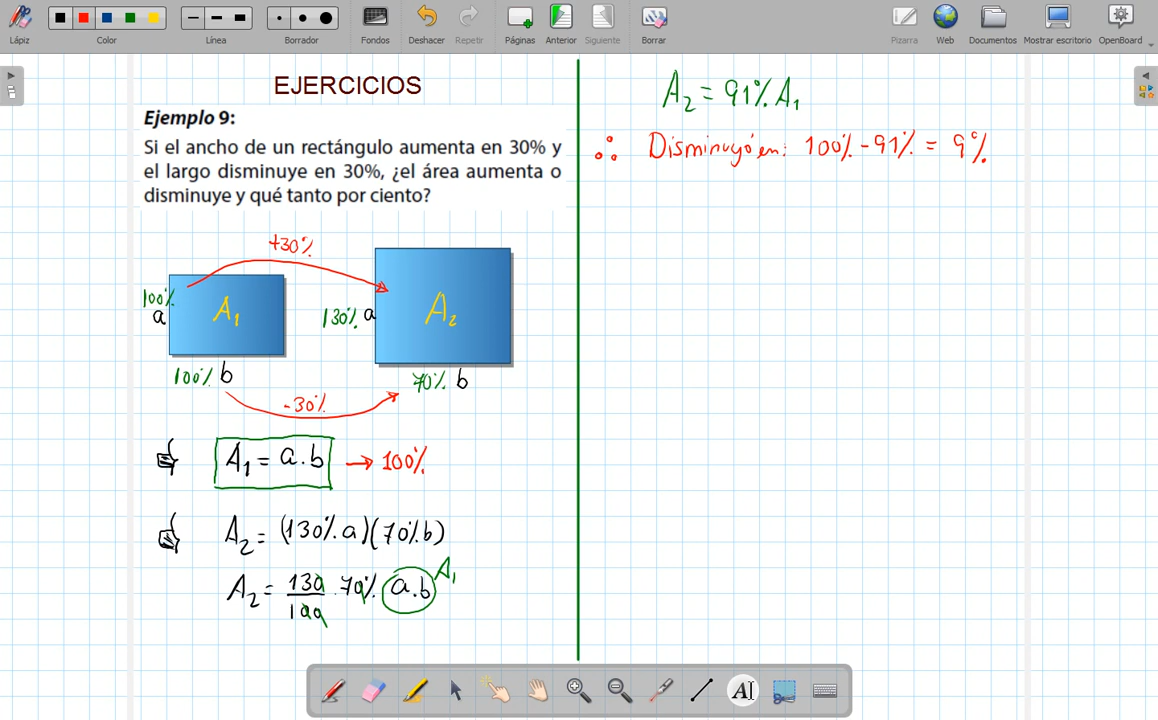 Lápiz
Color
Línea
Borrador
Fondos
Deshacer
Repetir
Páginas
Anterior
Siguiente
Borrar
Pizarra
Web
Documentos
Mostrar escritorio
OpenBoard
EJERCICIOS
Ejemplo 9:
Si el ancho de un rectángulo aumenta en 30% y
el largo disminuye en 30%, ¿el área aumenta o
disminuye y qué tanto por ciento?
+30%
100%
a
A₁
130% a
A₂
100% b
70% b
-30%
A₁ = a.b → 100%
A₂ = (130% a)(70% b)
A₂ = 130/100 . 70% a.b A₁
A₂ = 91% A₁
∴ Disminuyó en: 100% - 91% = 9%